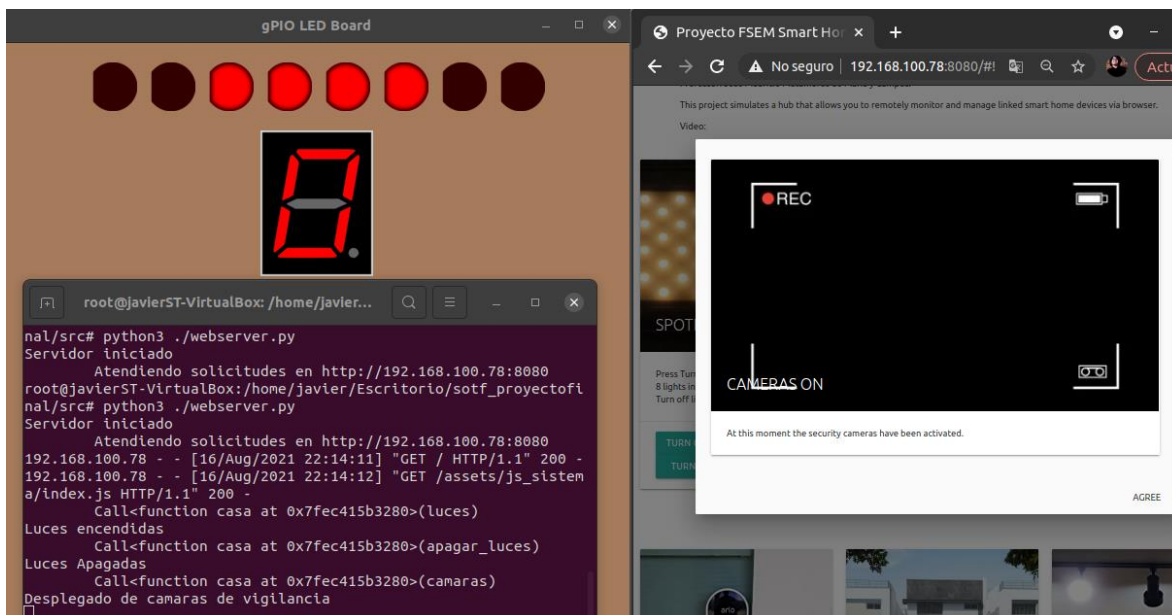 gPIO LED Board
root@javierST-VirtualBox: /home/javier...
nal/src# python3 ./webserver.py
Servidor iniciado
Atendiendo solicitudes en http://192.168.100.78:8080
root@javierST-VirtualBox:/home/javier/Escritorio/sotf_proyectofi
nal/src# python3 ./webserver.py
Servidor iniciado
Atendiendo solicitudes en http://192.168.100.78:8080
192.168.100.78 - - [16/Aug/2021 22:14:11] "GET / HTTP/1.1" 200 -
192.168.100.78 - - [16/Aug/2021 22:14:12] "GET /assets/js_sistem
a/index.js HTTP/1.1" 200 -
Call<function casa at 0x7fec415b3280>(luces)
Luces encendidas
Call<function casa at 0x7fec415b3280>(apagar_luces)
Luces Apagadas
Call<function casa at 0x7fec415b3280>(camaras)
Desplegado de camaras de vigilancia
Proyecto FSEM Smart Hor
No seguro | 192.168.100.78:8080/#!
Actu
This project simulates a hub that allows you to remotely monitor and manage linked smart home devices via browser.
Video:
REC
CAMERAS ON
At this moment the security cameras have been activated.
AGREE
SPOT
Press Turn
8 lights in
Turn off li
TURN
TURN
arlo